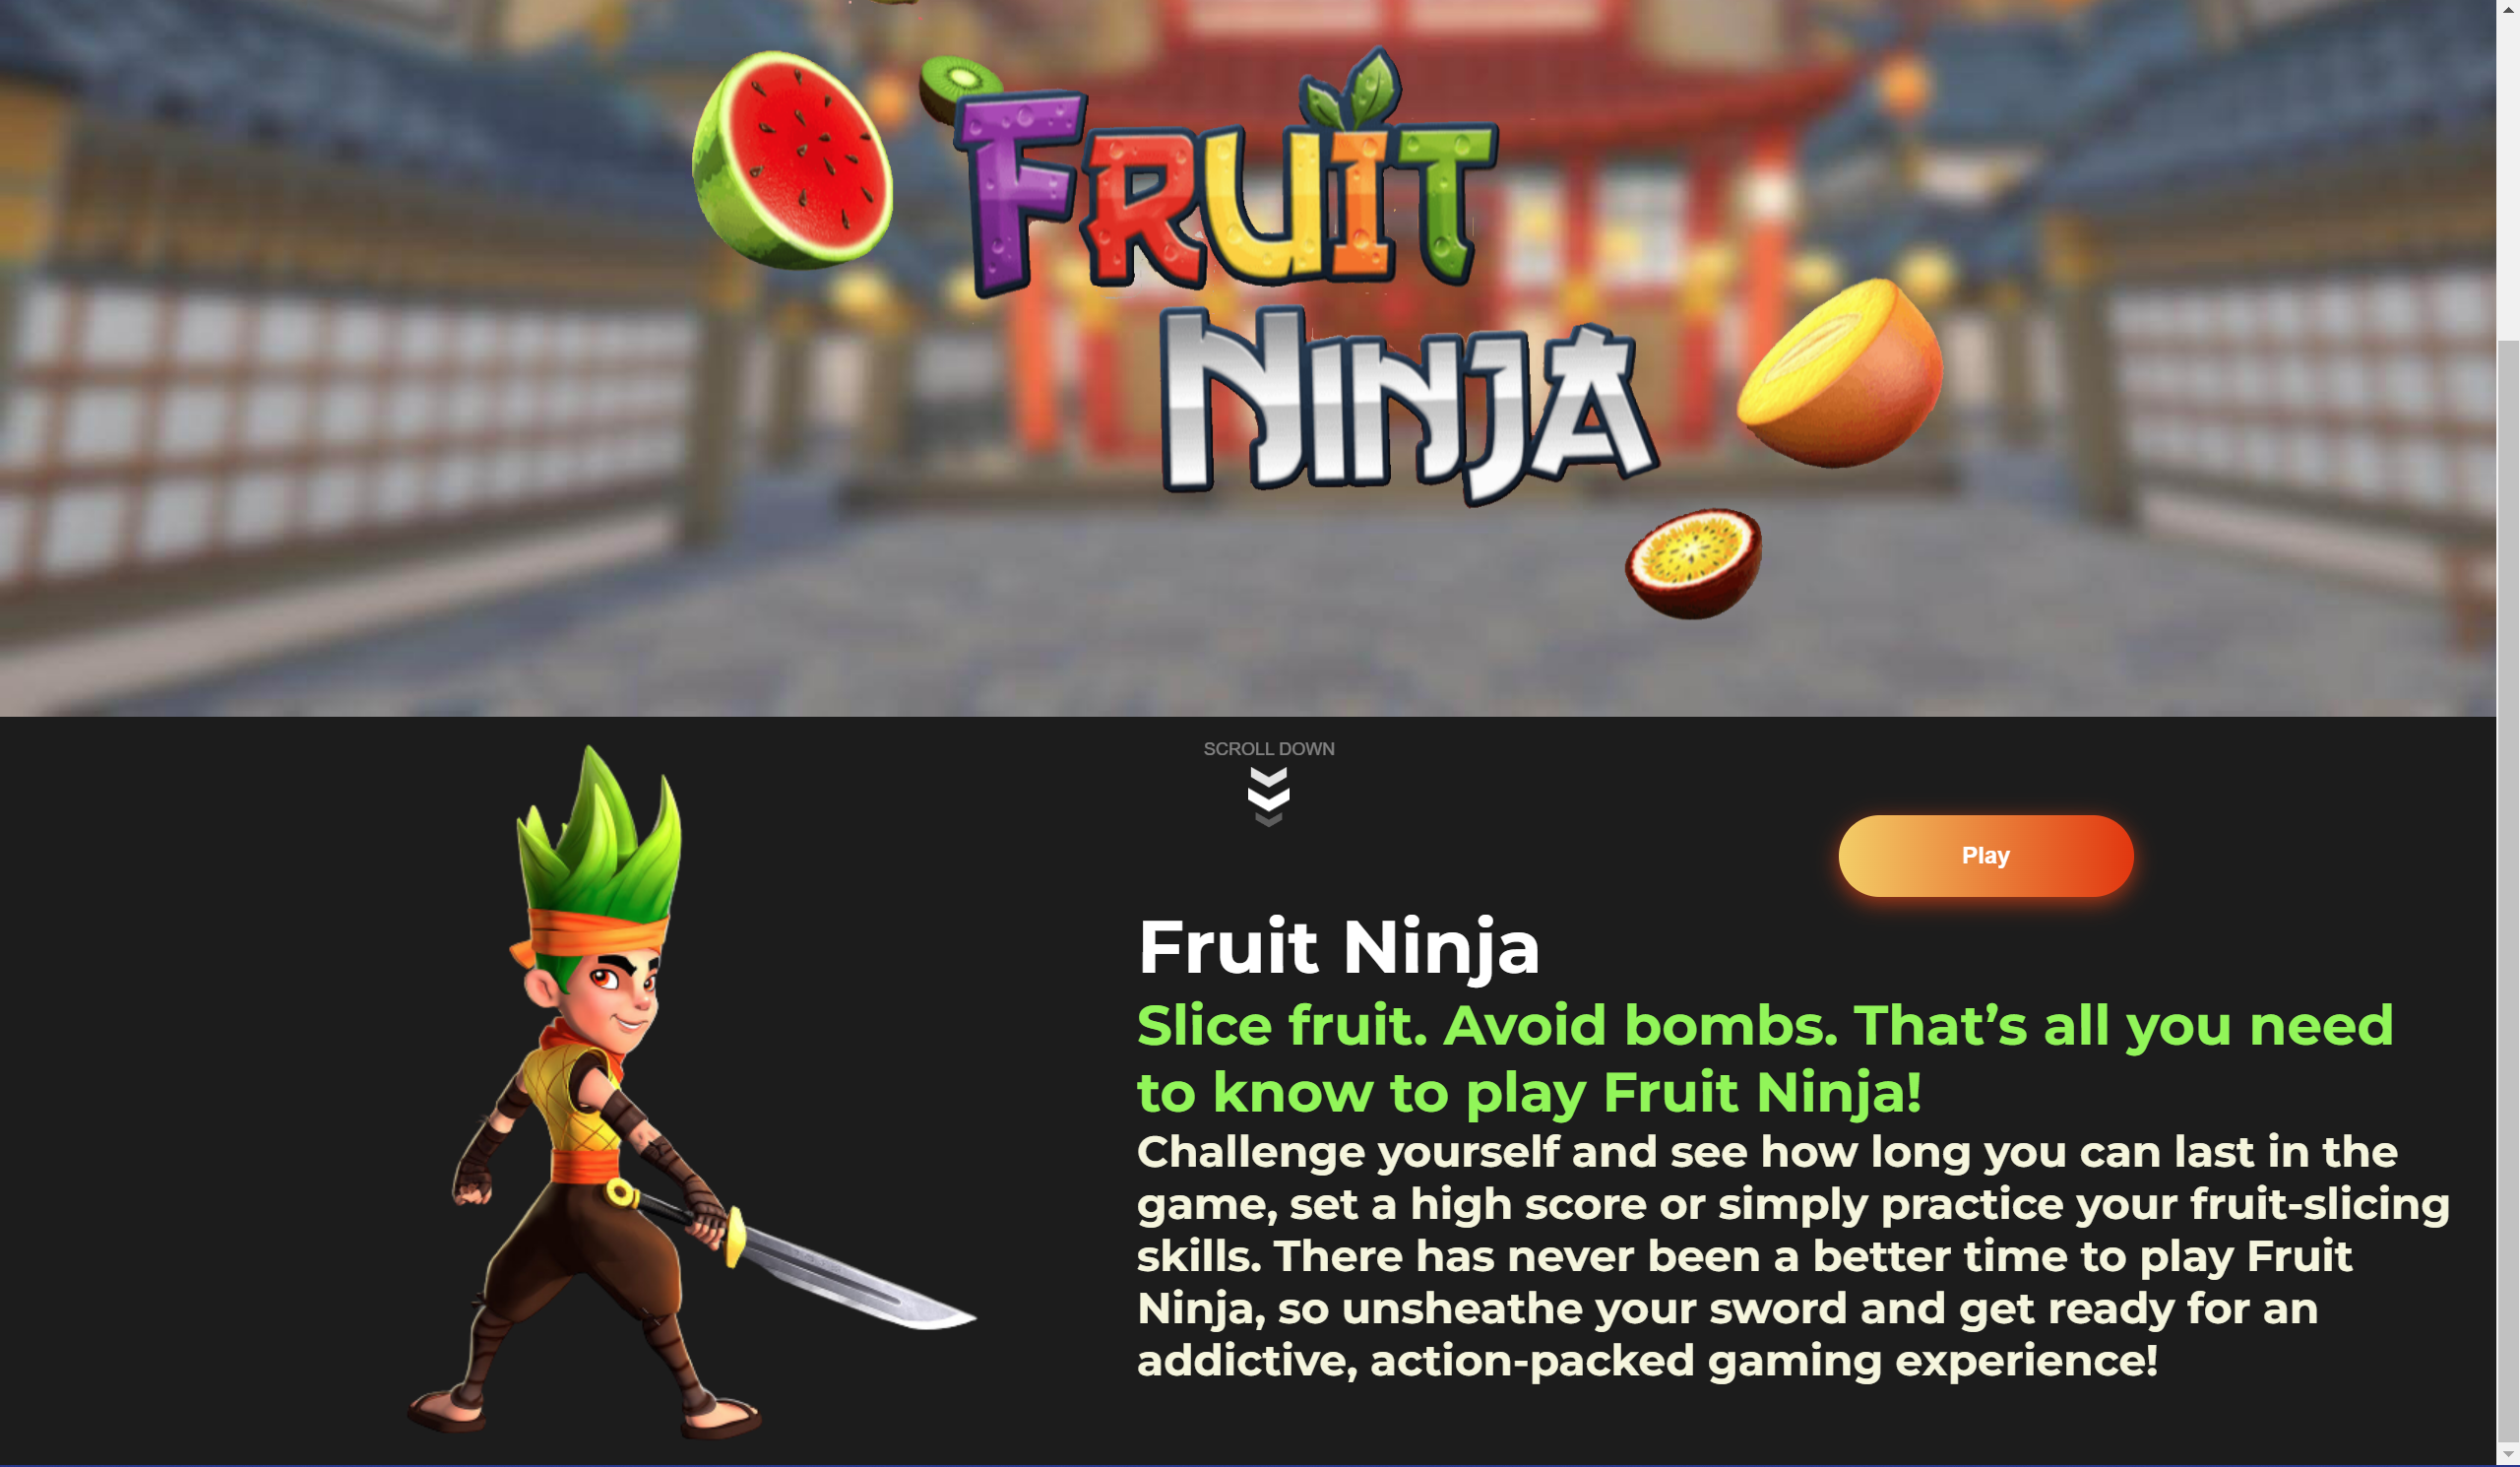 FRUIT
NINJA
SCROLL DOWN
Play
Fruit Ninja
Slice fruit. Avoid bombs. That’s all you need
to know to play Fruit Ninja!
Challenge yourself and see how long you can last in the
game, set a high score or simply practice your fruit-slicing
skills. There has never been a better time to play Fruit
Ninja, so unsheathe your sword and get ready for an
addictive, action-packed gaming experience!